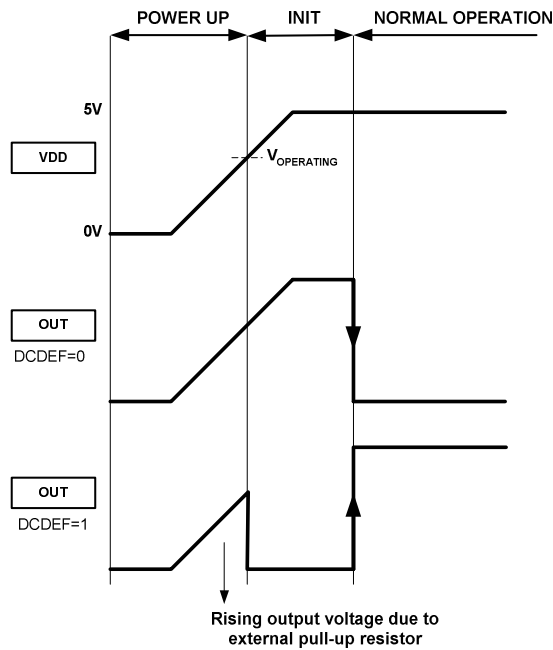 POWER UP
INIT
NORMAL OPERATION
5V
VDD
VOPERATING
0V
OUT
DCDEF=0
OUT
DCDEF=1
Rising output voltage due to
external pull-up resistor